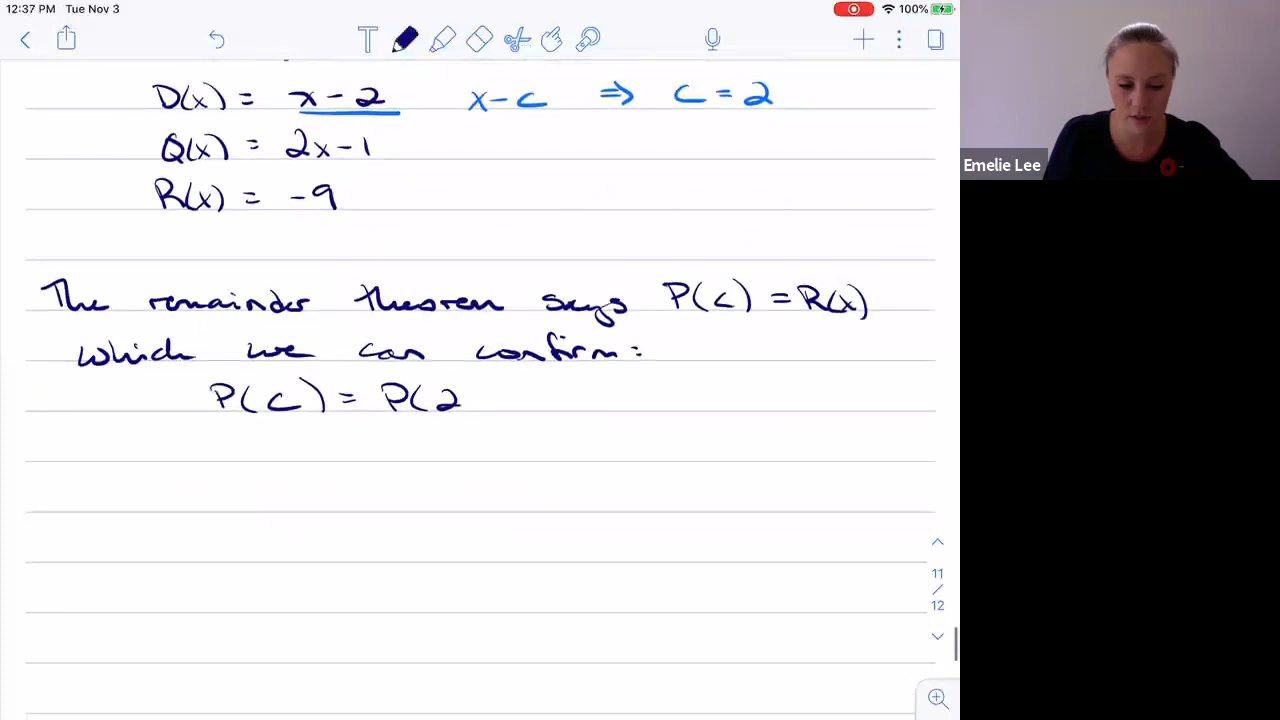 12:37 PM Tue Nov 3
100%
T
D(x) = x-2 x-c ⇒ c=2
Q(x) = 2x-1
R(x) = -9
The remainder theorem says P(c) = R(x)
which we can confirm:
P(c) = P(2
Emelie Lee
11
/
12